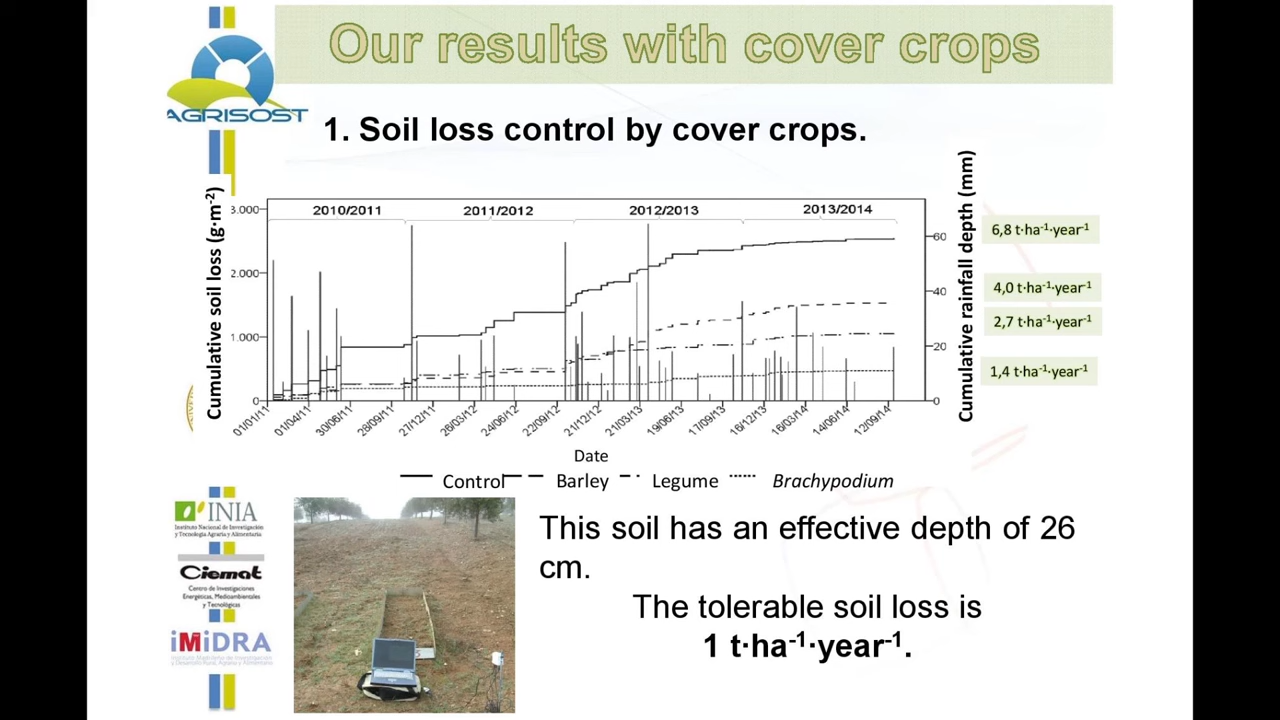 Our results with cover crops
AGRISOST
1. Soil loss control by cover crops.
Cumulative soil loss (g·m-2)
3.000
2.000
1.000
0
2010/2011
2011/2012
2012/2013
2013/2014
60
40
20
0
Cumulative rainfall depth (mm)
6,8 t·ha-1·year-1
4,0 t·ha-1·year-1
2,7 t·ha-1·year-1
1,4 t·ha-1·year-1
01/01/11
01/04/11
30/06/11
28/09/11
27/12/11
26/03/12
24/06/12
22/09/12
21/12/12
21/03/13
19/06/13
17/09/13
16/12/13
16/03/14
14/06/14
12/09/14
Date
Control
Barley
Legume
Brachypodium
INIA
Instituto Nacional de Investigación
y Tecnología Agraria y Alimentaria
Ciemat
Centro de Investigaciones
Energéticas, Medioambientales
y Tecnológicas
iMiDRA
This soil has an effective depth of 26
cm.
The tolerable soil loss is
1 t·ha-1·year-1.